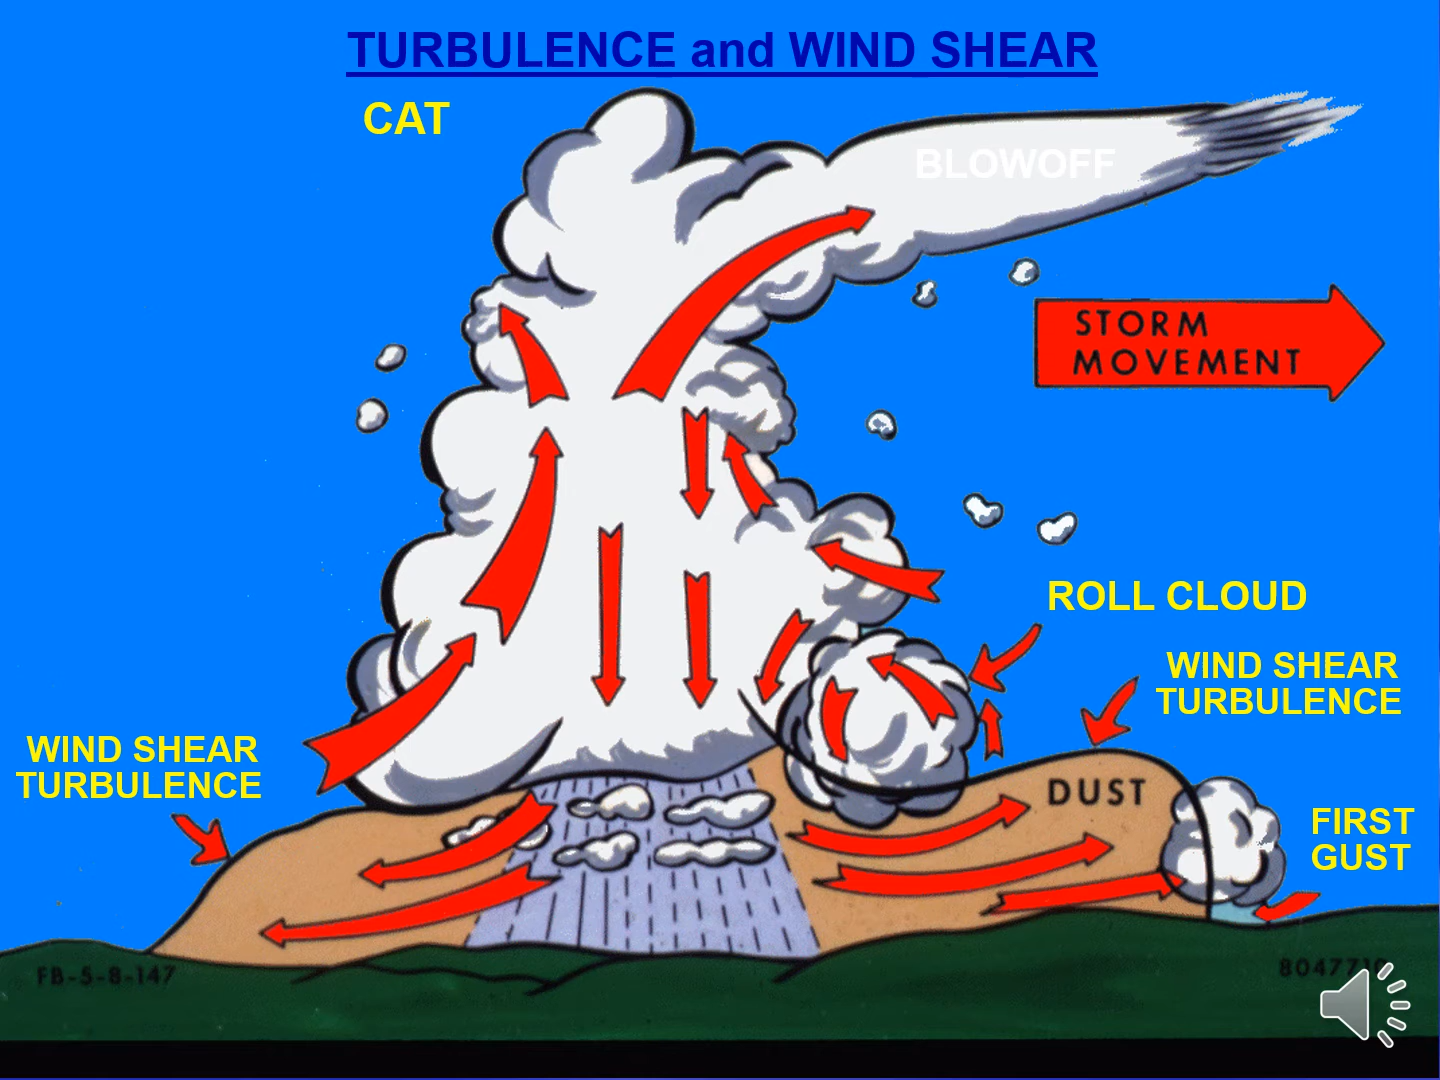 TURBULENCE and WIND SHEAR
CAT
BLOWOFF
STORM
MOVEMENT
ROLL CLOUD
WIND SHEAR
TURBULENCE
WIND SHEAR
TURBULENCE
DUST
FIRST
GUST
FB-5-8-147